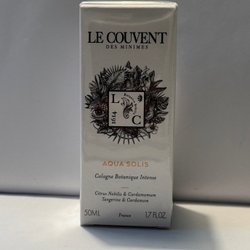 LE COUVENT
DES MINIMES
L
1614 C
AQUA SOLIS
Cologne Botanique Intense
Citrus Nobilis & Cardamomum
Tangerine & Cardamom
50ML France 1.7 FL.OZ